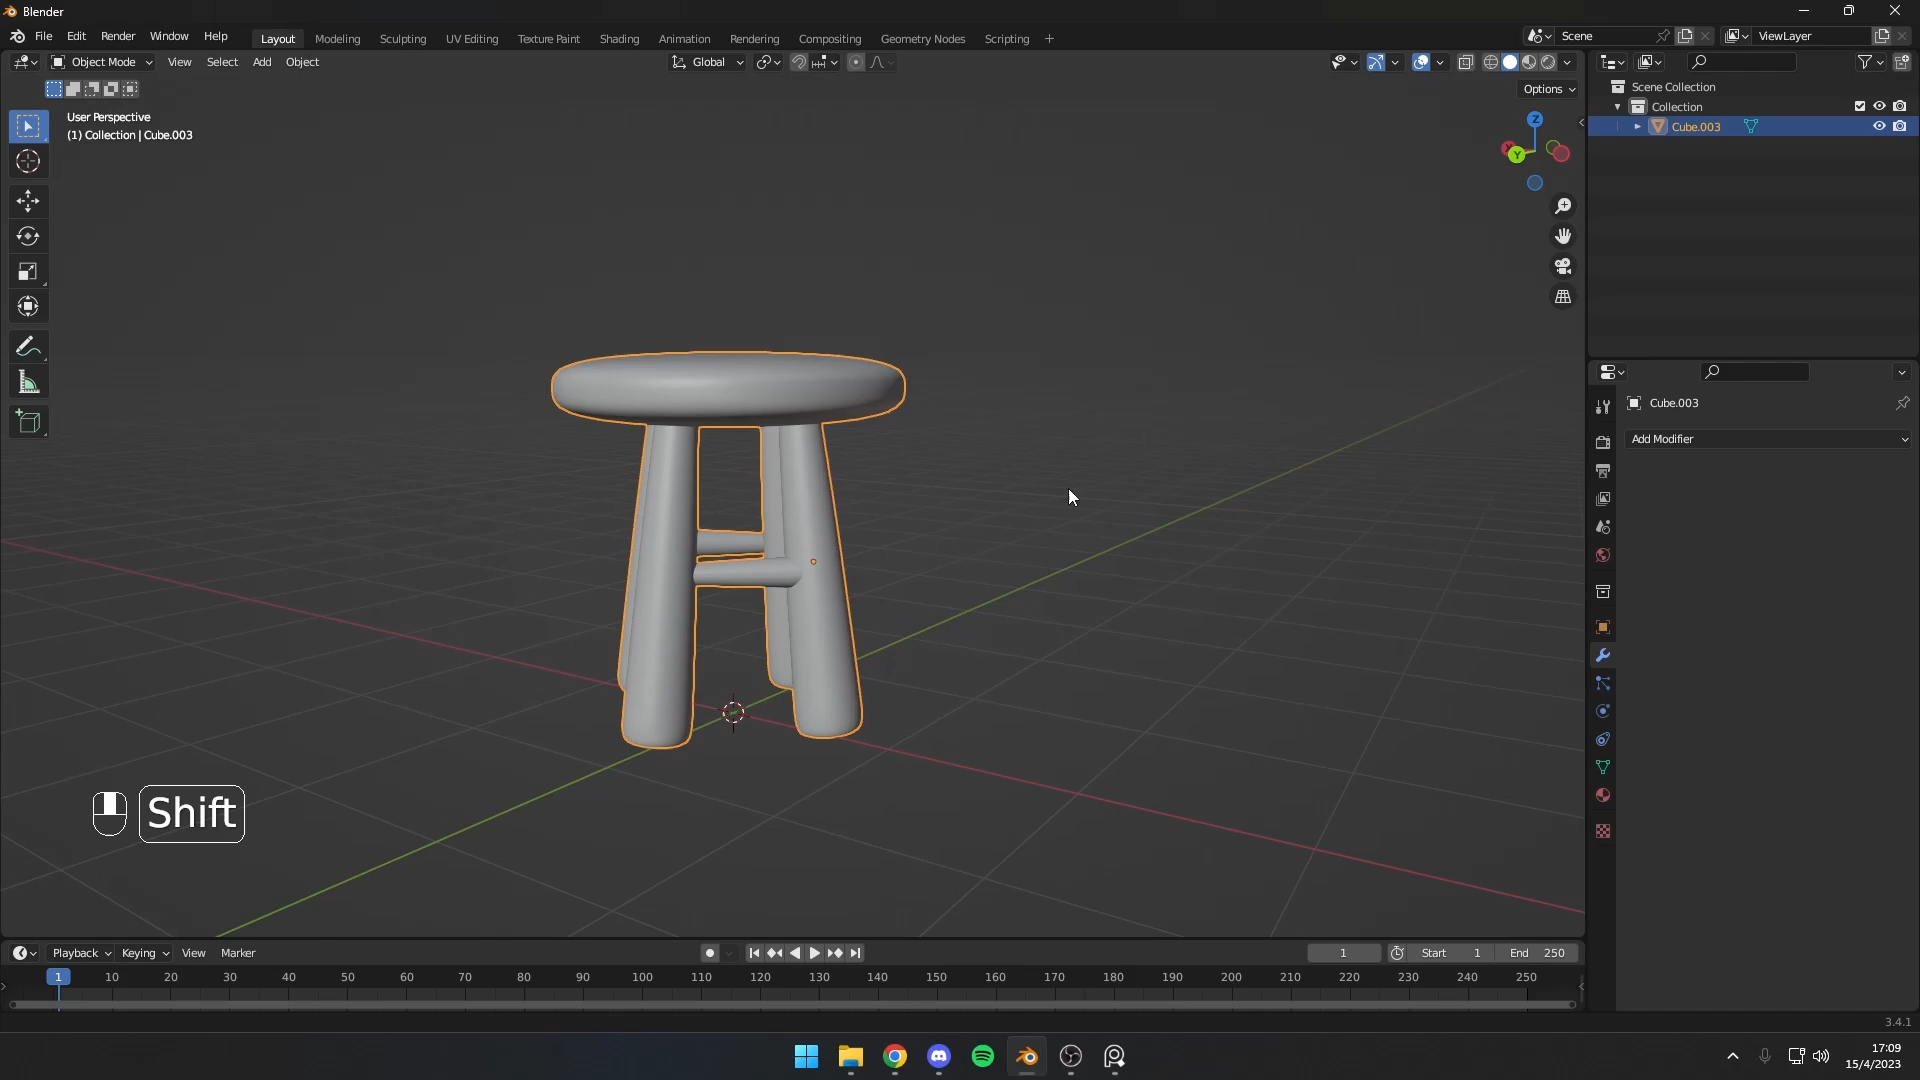 Blender
File Edit Render Window Help Layout Modeling Sculpting UV Editing Texture Paint Shading Animation Rendering Compositing Geometry Nodes Scripting + Scene ViewLayer
Object Mode View Select Add Object Global
Options
User Perspective
(1) Collection | Cube.003
Z
X
Y
Scene Collection
Collection
Cube.003
Cube.003
Add Modifier
Shift
Playback Keying View Marker 1 Start 1 End 250
1 10 20 30 40 50 60 70 80 90 100 110 120 130 140 150 160 170 180 190 200 210 220 230 240 250
3.4.1
17:09
15/4/2023